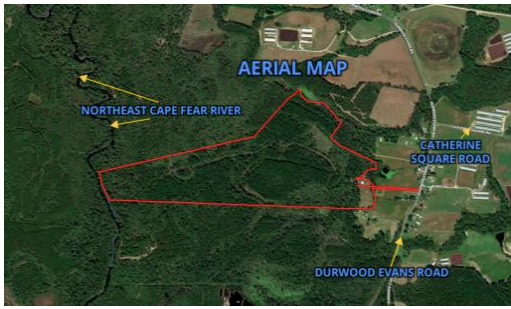 AERIAL MAP
NORTHEAST CAPE FEAR RIVER
CATHERINE
SQUARE ROAD
DURWOOD EVANS ROAD